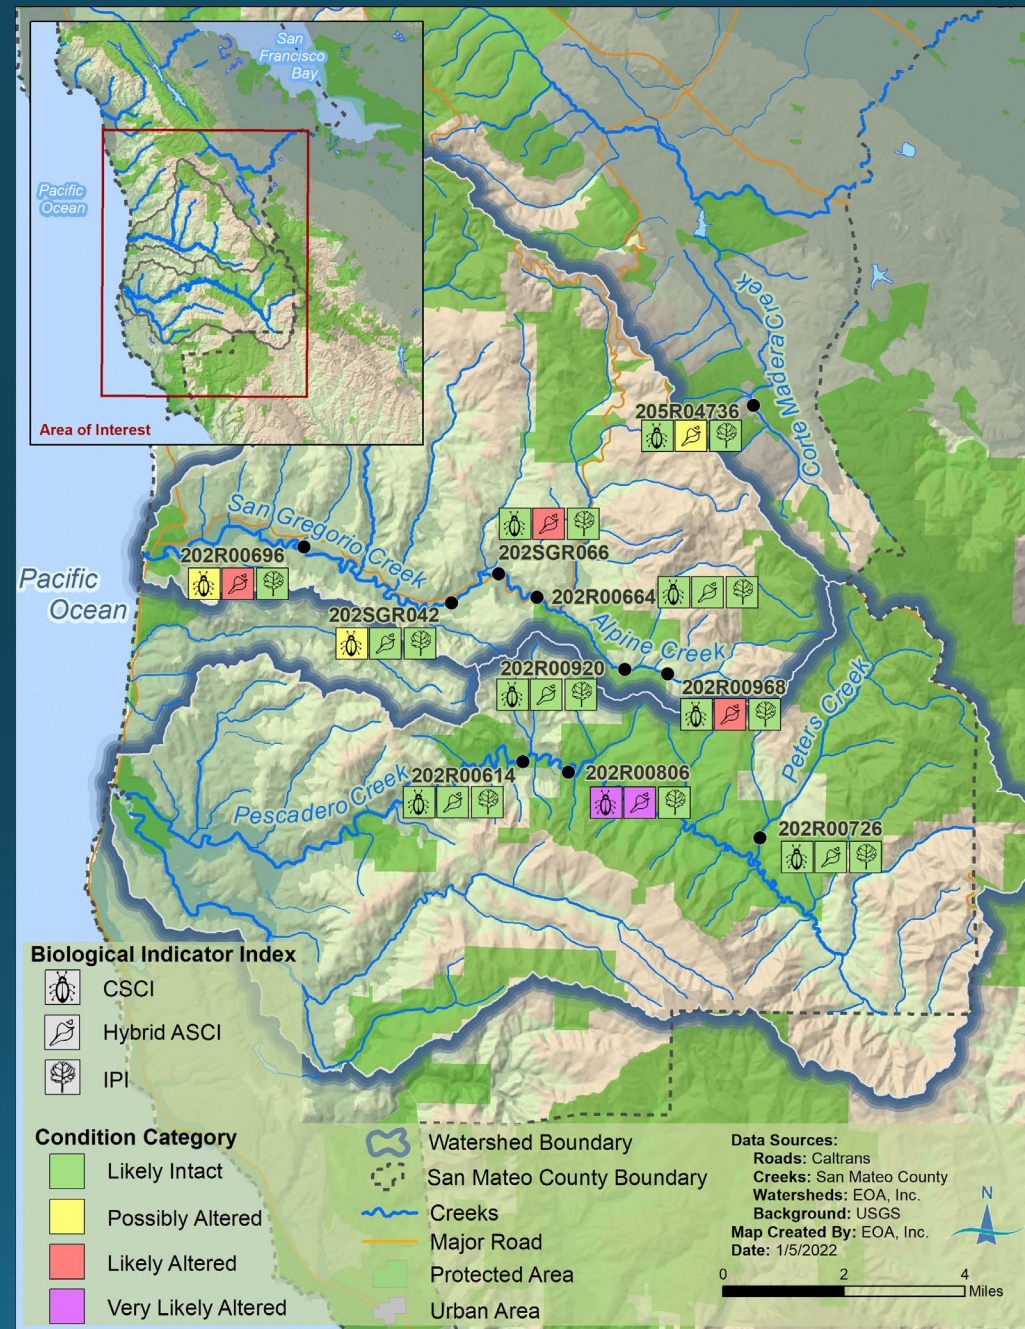 San
Francisco
Bay
Pacific
Ocean
Area of Interest
Corte Madera Creek
205R04736
San Gregorio Creek
202R00696
202SGR066
Pacific
Ocean
202SGR042
202R00664
Alpine Creek
202R00920
202R00968
Peters Creek
Pescadero Creek
202R00614
202R00806
202R00726
Biological Indicator Index
CSCI
Hybrid ASCI
IPI
Condition Category
Likely Intact
Possibly Altered
Likely Altered
Very Likely Altered
Watershed Boundary
San Mateo County Boundary
Creeks
Major Road
Protected Area
Urban Area
Data Sources:
Roads: Caltrans
Creeks: San Mateo County
Watersheds: EOA, Inc.
Background: USGS
Map Created By: EOA, Inc.
Date: 1/5/2022
N
0 2 4
Miles